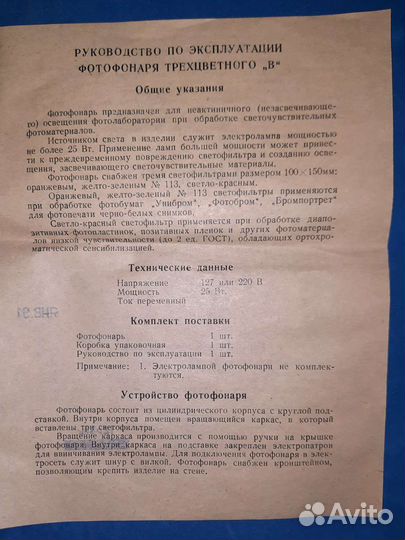 РУКОВОДСТВО ПО ЭКСПЛУАТАЦИИ
ФОТОФОНАРЯ ТРЕХЦВЕТНОГО „В“
Общие указания
Фотофонарь предназначен для неактиничного (незасвечивающе-
го) освещения фотолаборатории при обработке светочувствительных
фотоматериалов.
Источником света в изделии служит электролампа мощностью
не более 25 Вт. Применение ламп большей мощности может принес-
ти к преждевременному повреждению светофильтра и созданию осве-
щения, засвечивающего светочувствительные материалы.
Фотофонарь снабжен тремя светофильтрами размером 100×150мм:
оранжевым, желто-зеленым № 113, светло-красным.
Оранжевый, желто-зеленый № 113 светофильтры применяются
при обработке фотобумаг „Унибром“, „Фотобром“, „Бромпортрет“
для фотопечати черно-белых снимков.
Светло-красный светофильтр применяется при обработке диапо-
зитивных фотопластинок, позитивных пленок и других фотоматериа-
лов низкой чувствительности (до 2 ед. ГОСТ), обладающих ортохро-
матической сенсибилизацией.
Технические данные
Напряжение 127 или 220 В
Мощность 25 Вт.
Ток переменный
ЯНВ. 91
Комплект поставки
Фотофонарь 1 шт.
Коробка упаковочная 1 шт.
Руководство по эксплуатации 1 шт.
Примечание: 1. Электролампой фотофонари не комплек-
туются.
Устройство фотофонаря
Фотофонарь состоит из цилиндрического корпуса с круглой под-
ставкой. Внутри корпуса помещен вращающийся каркас, в который
вставлены три светофильтра.
Вращение каркаса производится с помощью ручки на крышке
фотофонаря. Внутри каркаса на подставке закреплен электропатрон
для ввинчивания электролампы. Для подключения фотофонаря в
электросеть служит шнур с вилкой. Фотофонарь снабжен кронштейном,
позволяющим крепить изделие на стене.
Avito